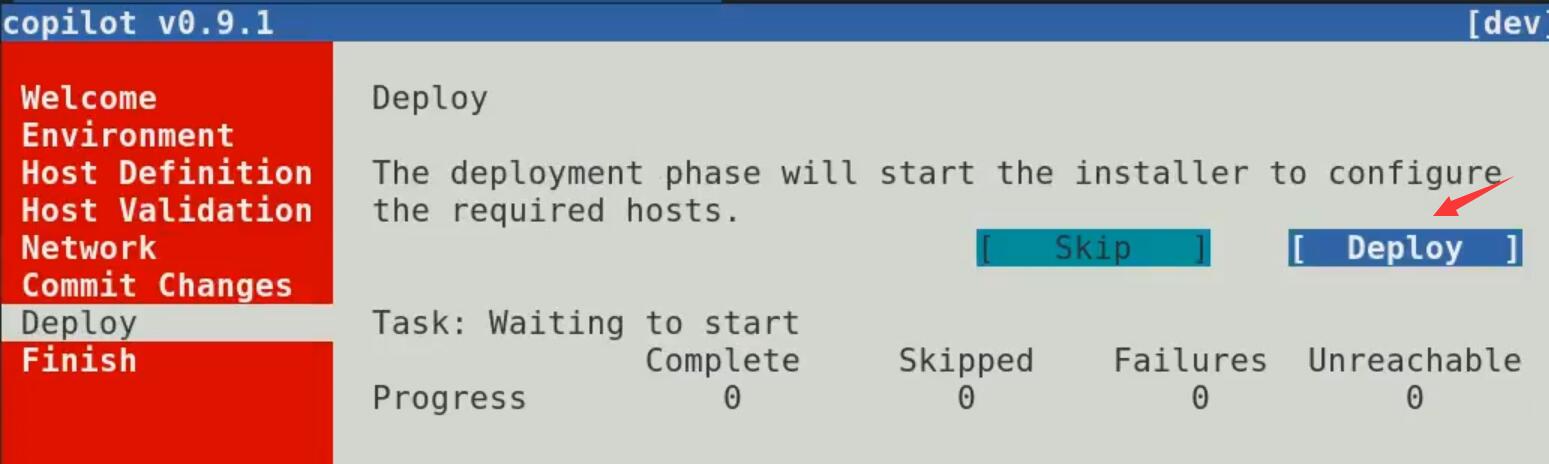 copilot v0.9.1 [dev]
Welcome
Environment
Host Definition
Host Validation
Network
Commit Changes
Deploy
Finish
Deploy
The deployment phase will start the installer to configure
the required hosts.
[ Skip ] [ Deploy ]
Task: Waiting to start
Complete Skipped Failures Unreachable
Progress 0 0 0 0